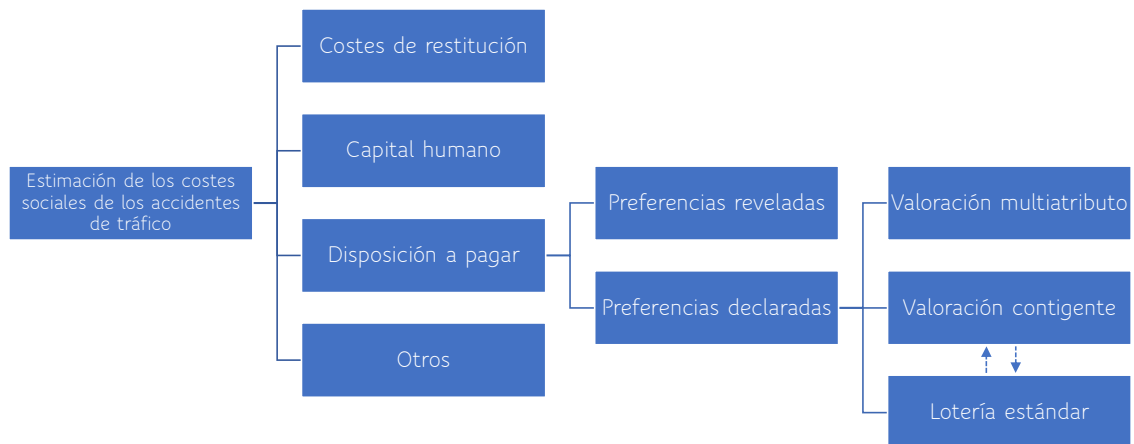 Costes de restitución
Capital humano
Estimación de los costes
sociales de los accidentes
de tráfico
Disposición a pagar
Otros
Preferencias reveladas
Preferencias declaradas
Valoración multiatributo
Valoración contigente
Lotería estándar